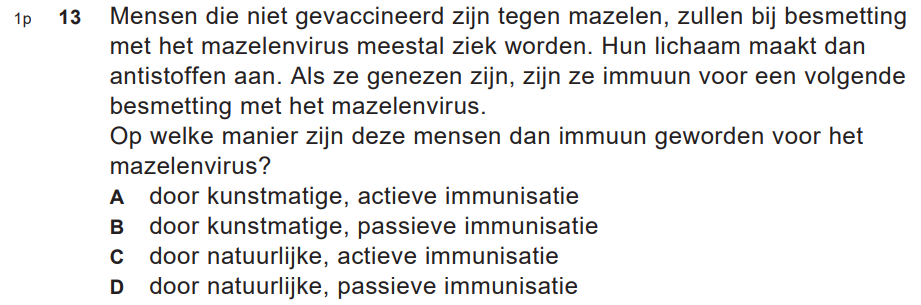 1p 13 Mensen die niet gevaccineerd zijn tegen mazelen, zullen bij besmetting
met het mazelenvirus meestal ziek worden. Hun lichaam maakt dan
antistoffen aan. Als ze genezen zijn, zijn ze immuun voor een volgende
besmetting met het mazelenvirus.
Op welke manier zijn deze mensen dan immuun geworden voor het
mazelenvirus?
A door kunstmatige, actieve immunisatie
B door kunstmatige, passieve immunisatie
C door natuurlijke, actieve immunisatie
D door natuurlijke, passieve immunisatie